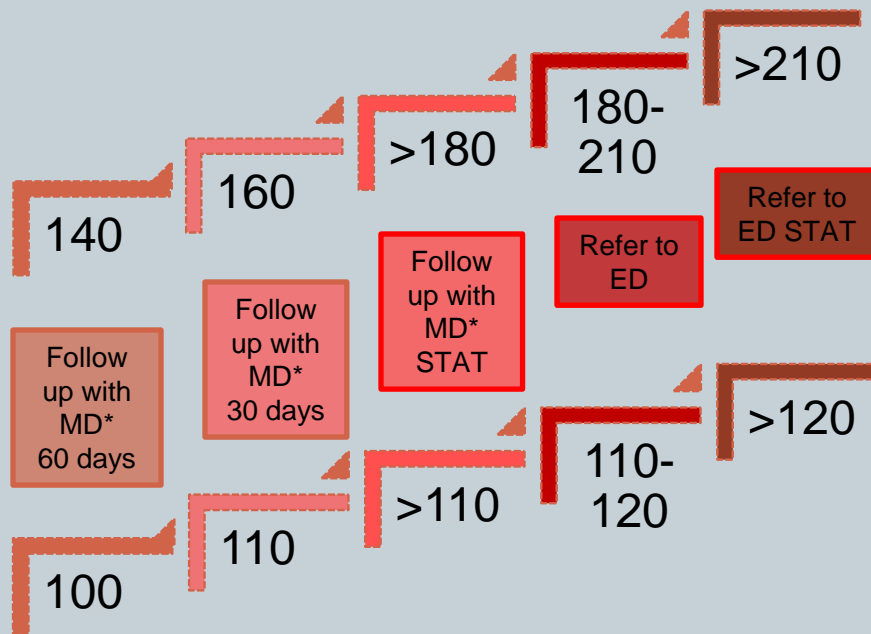 140
160
>180
180-
210
>210
Follow
up with
MD*
60 days
Follow
up with
MD*
30 days
Follow
up with
MD*
STAT
Refer to
ED
Refer to
ED STAT
100
110
>110
110-
120
>120